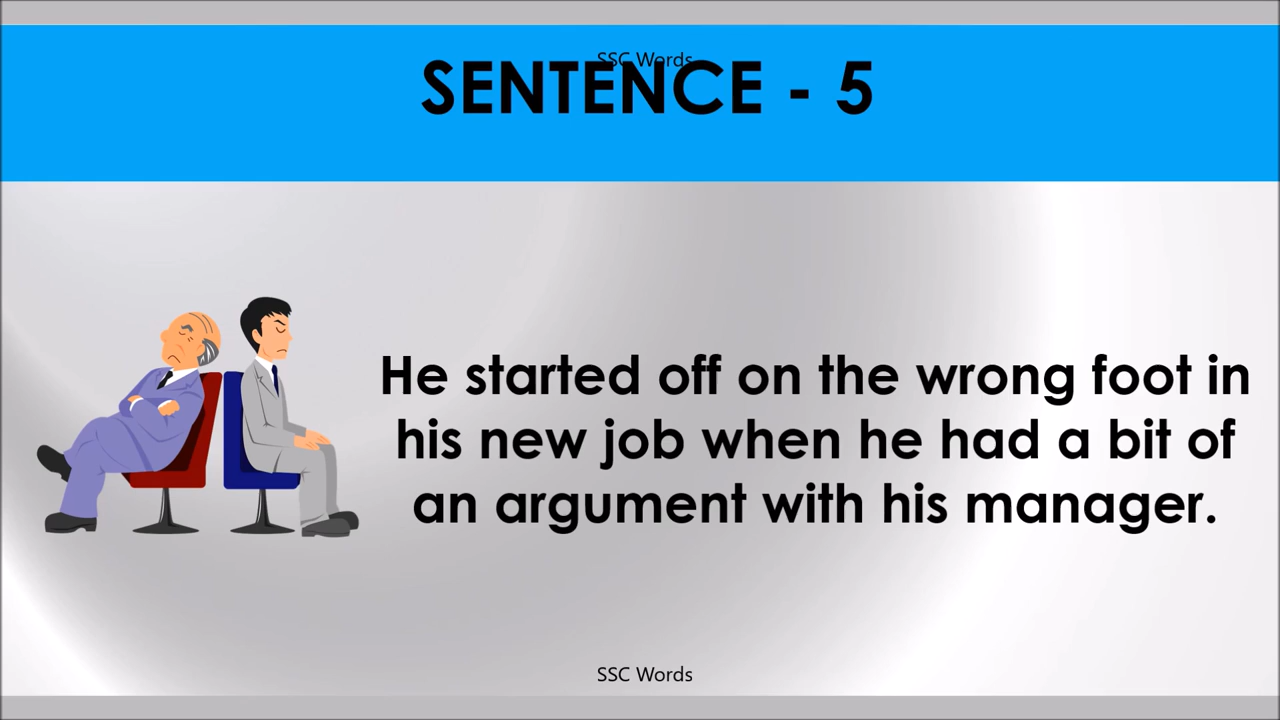 SSC Words
SENTENCE - 5
He started off on the wrong foot in
his new job when he had a bit of
an argument with his manager.
SSC Words